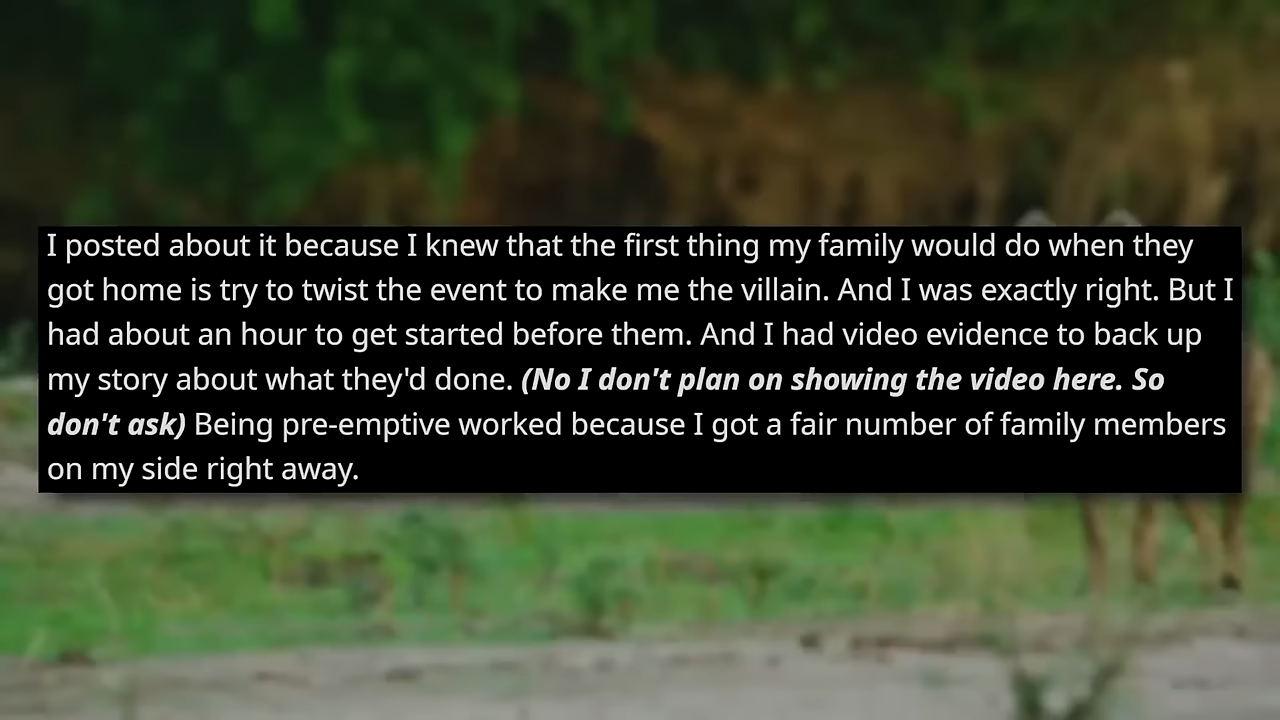 I posted about it because I knew that the first thing my family would do when they
got home is try to twist the event to make me the villain. And I was exactly right. But I
had about an hour to get started before them. And I had video evidence to back up
my story about what they'd done. (No I don't plan on showing the video here. So
don't ask) Being pre-emptive worked because I got a fair number of family members
on my side right away.